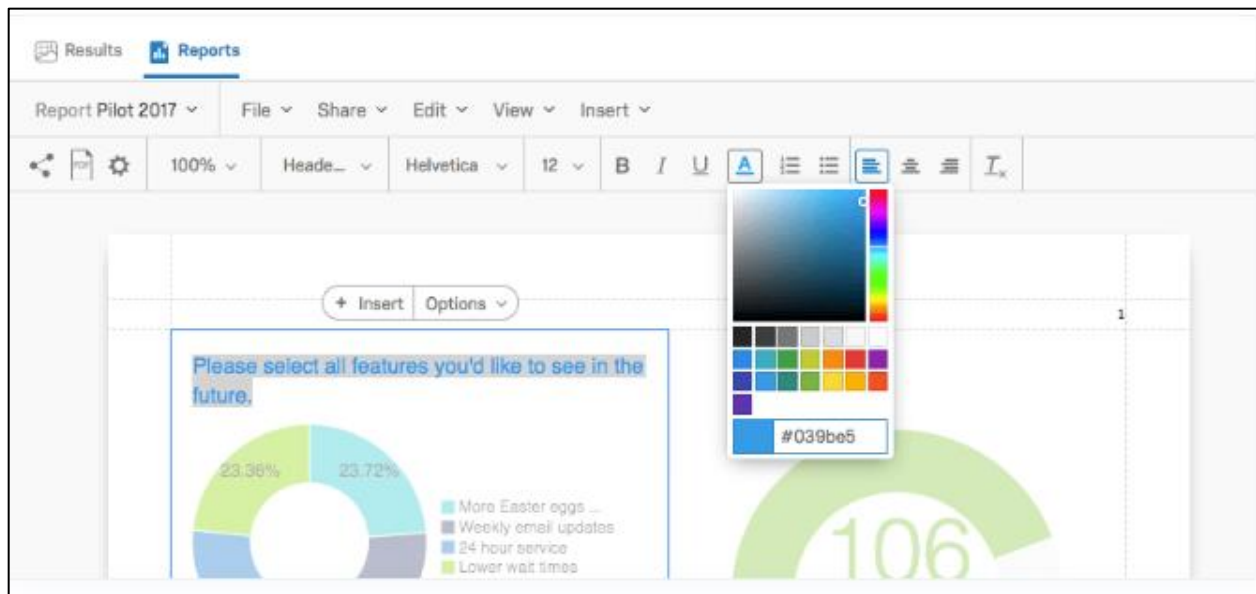 Results Reports
Report Pilot 2017 File Share Edit View Insert
PDF 100% Heade... Helvetica 12 B I U A Tx
+ Insert Options
1
Please select all features you'd like to see in the
future.
23.36% 23.72%
More Easter eggs ...
Weekly email updates
24 hour service
Lower wait times
#039be5
106